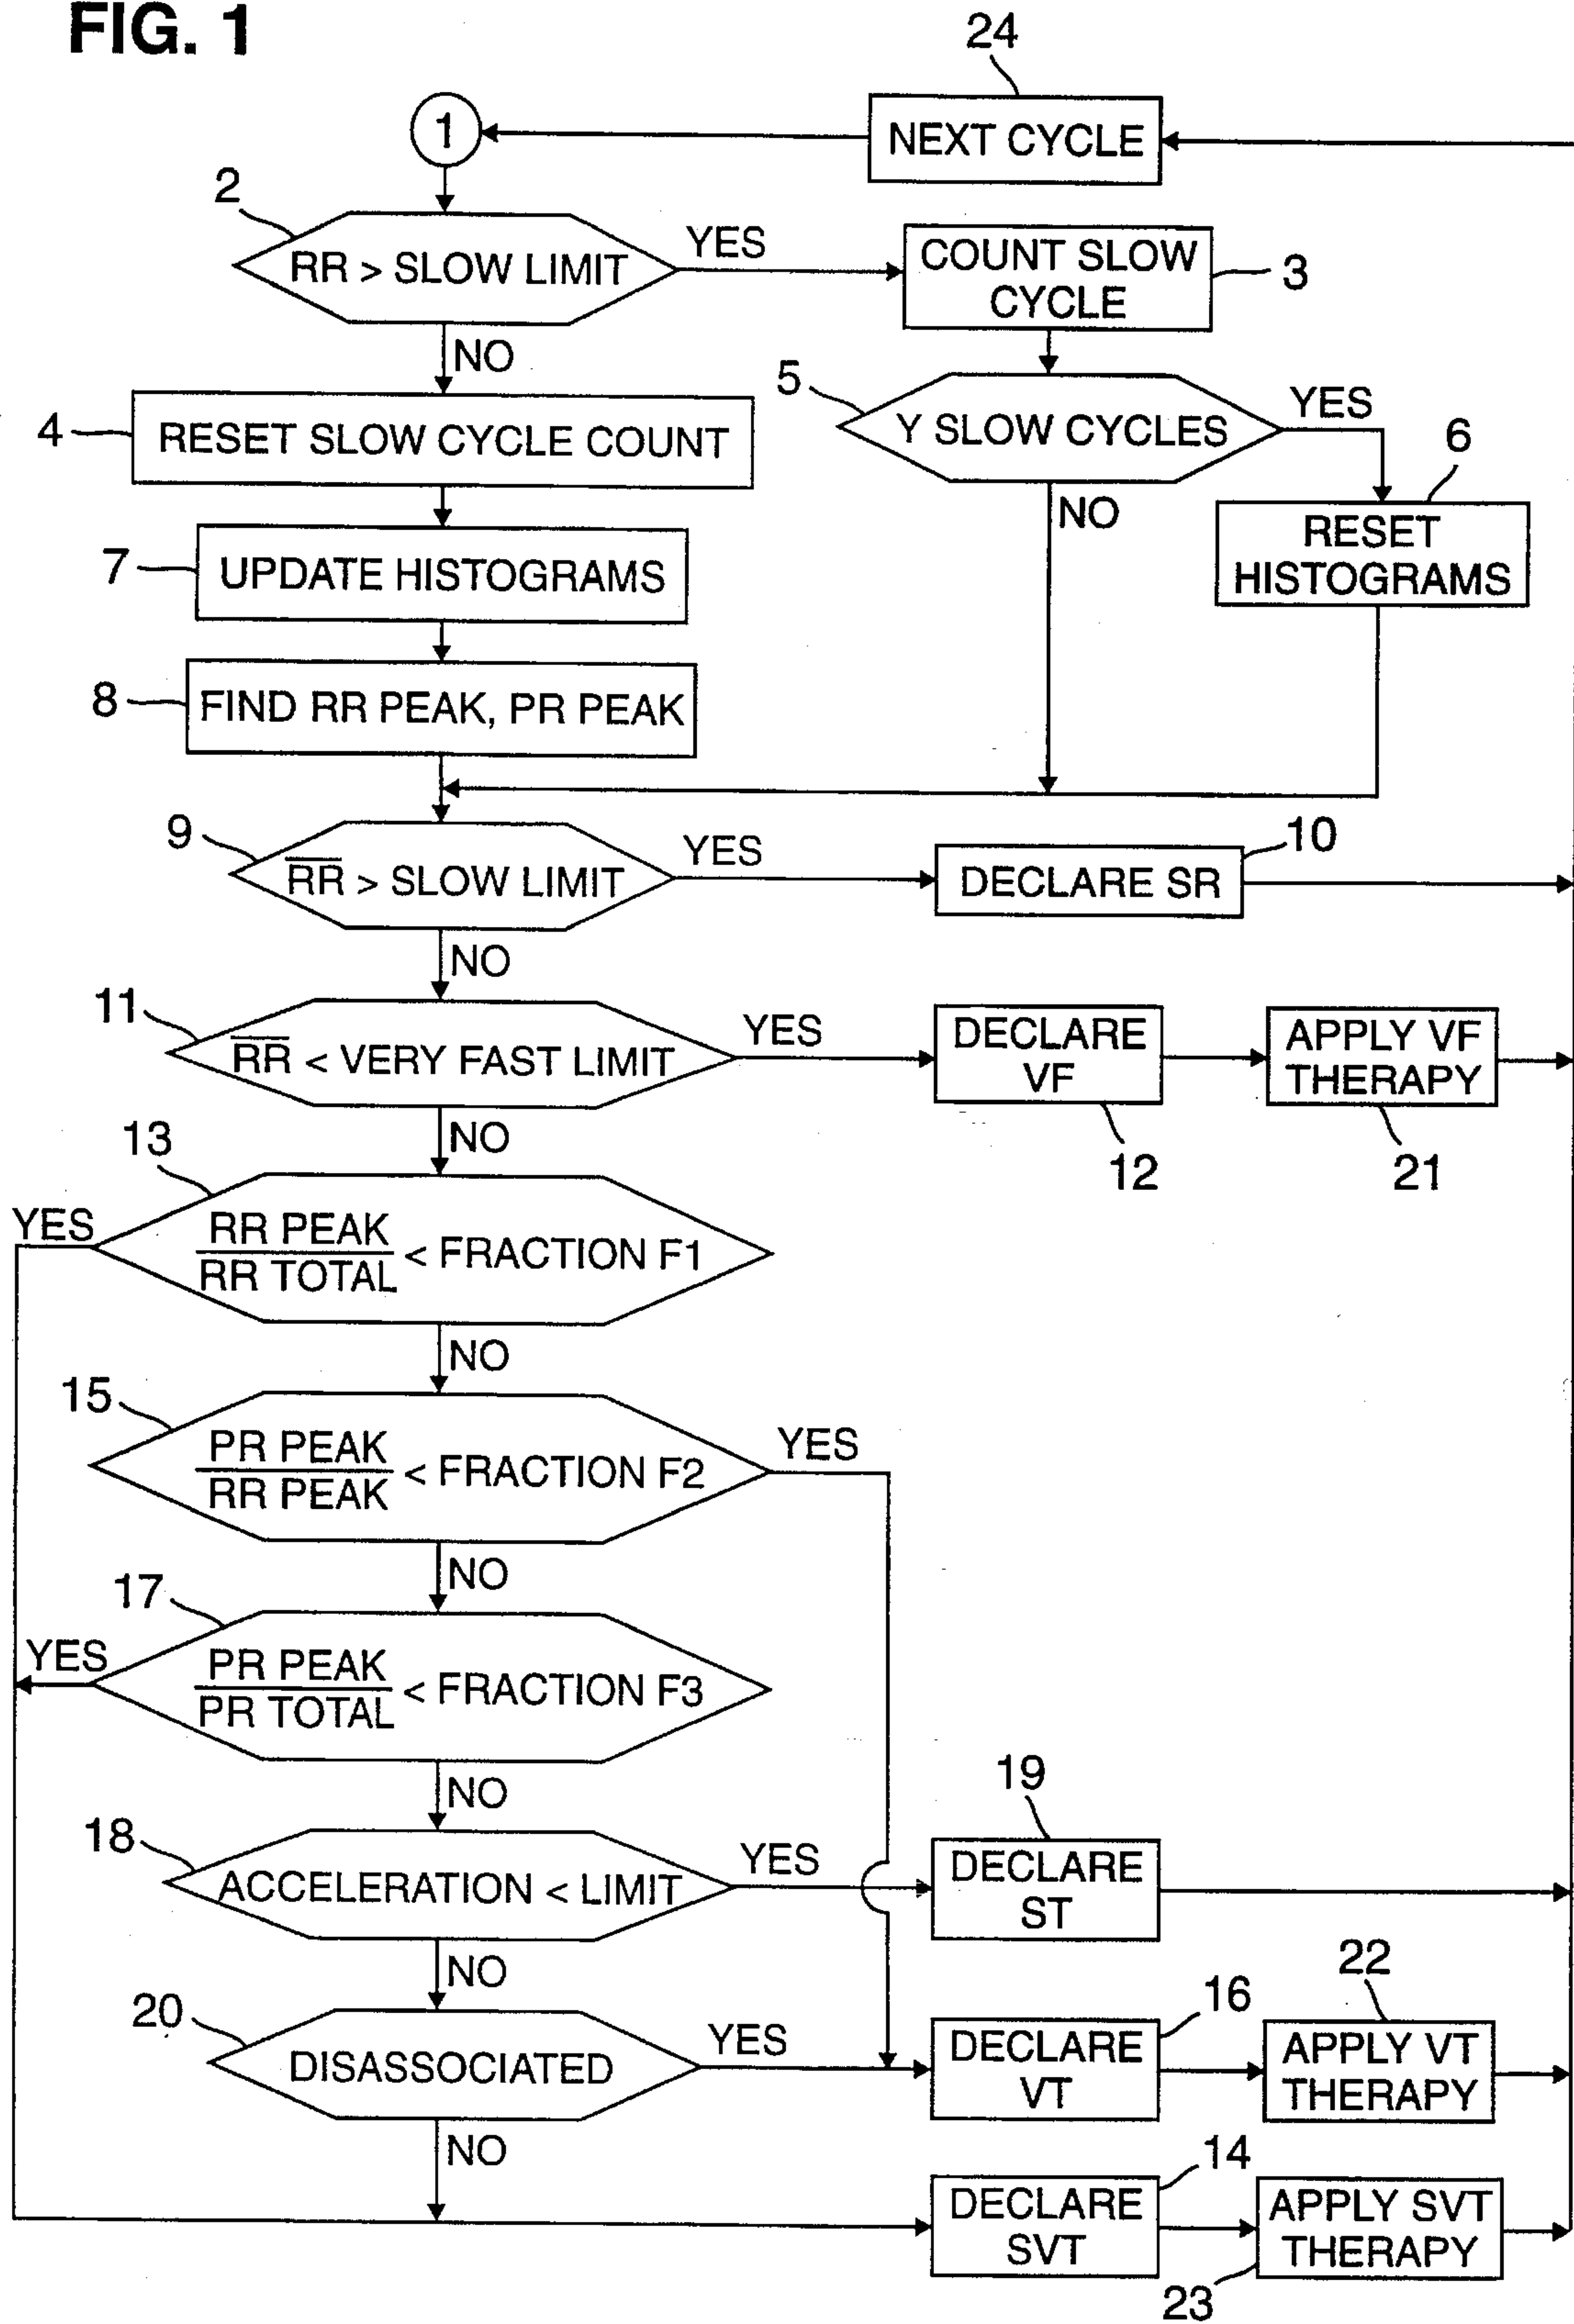 FIG. 1
24
1
NEXT CYCLE
2
RR > SLOW LIMIT
YES
COUNT SLOW
CYCLE
3
NO
4
RESET SLOW CYCLE COUNT
5
Y SLOW CYCLES
YES
6
NO
RESET
HISTOGRAMS
7
UPDATE HISTOGRAMS
8
FIND RR PEAK, PR PEAK
9
R̅R̅ > SLOW LIMIT
YES
10
DECLARE SR
NO
11
R̅R̅ < VERY FAST LIMIT
YES
DECLARE
VF
APPLY VF
THERAPY
12
21
NO
13
YES
RR PEAK
RR TOTAL
< FRACTION F1
NO
15
PR PEAK
RR PEAK
< FRACTION F2
YES
NO
17
YES
PR PEAK
PR TOTAL
< FRACTION F3
NO
18
ACCELERATION < LIMIT
YES
19
DECLARE
ST
NO
20
DISASSOCIATED
YES
16
DECLARE
VT
22
APPLY VT
THERAPY
NO
14
DECLARE
SVT
APPLY SVT
THERAPY
23